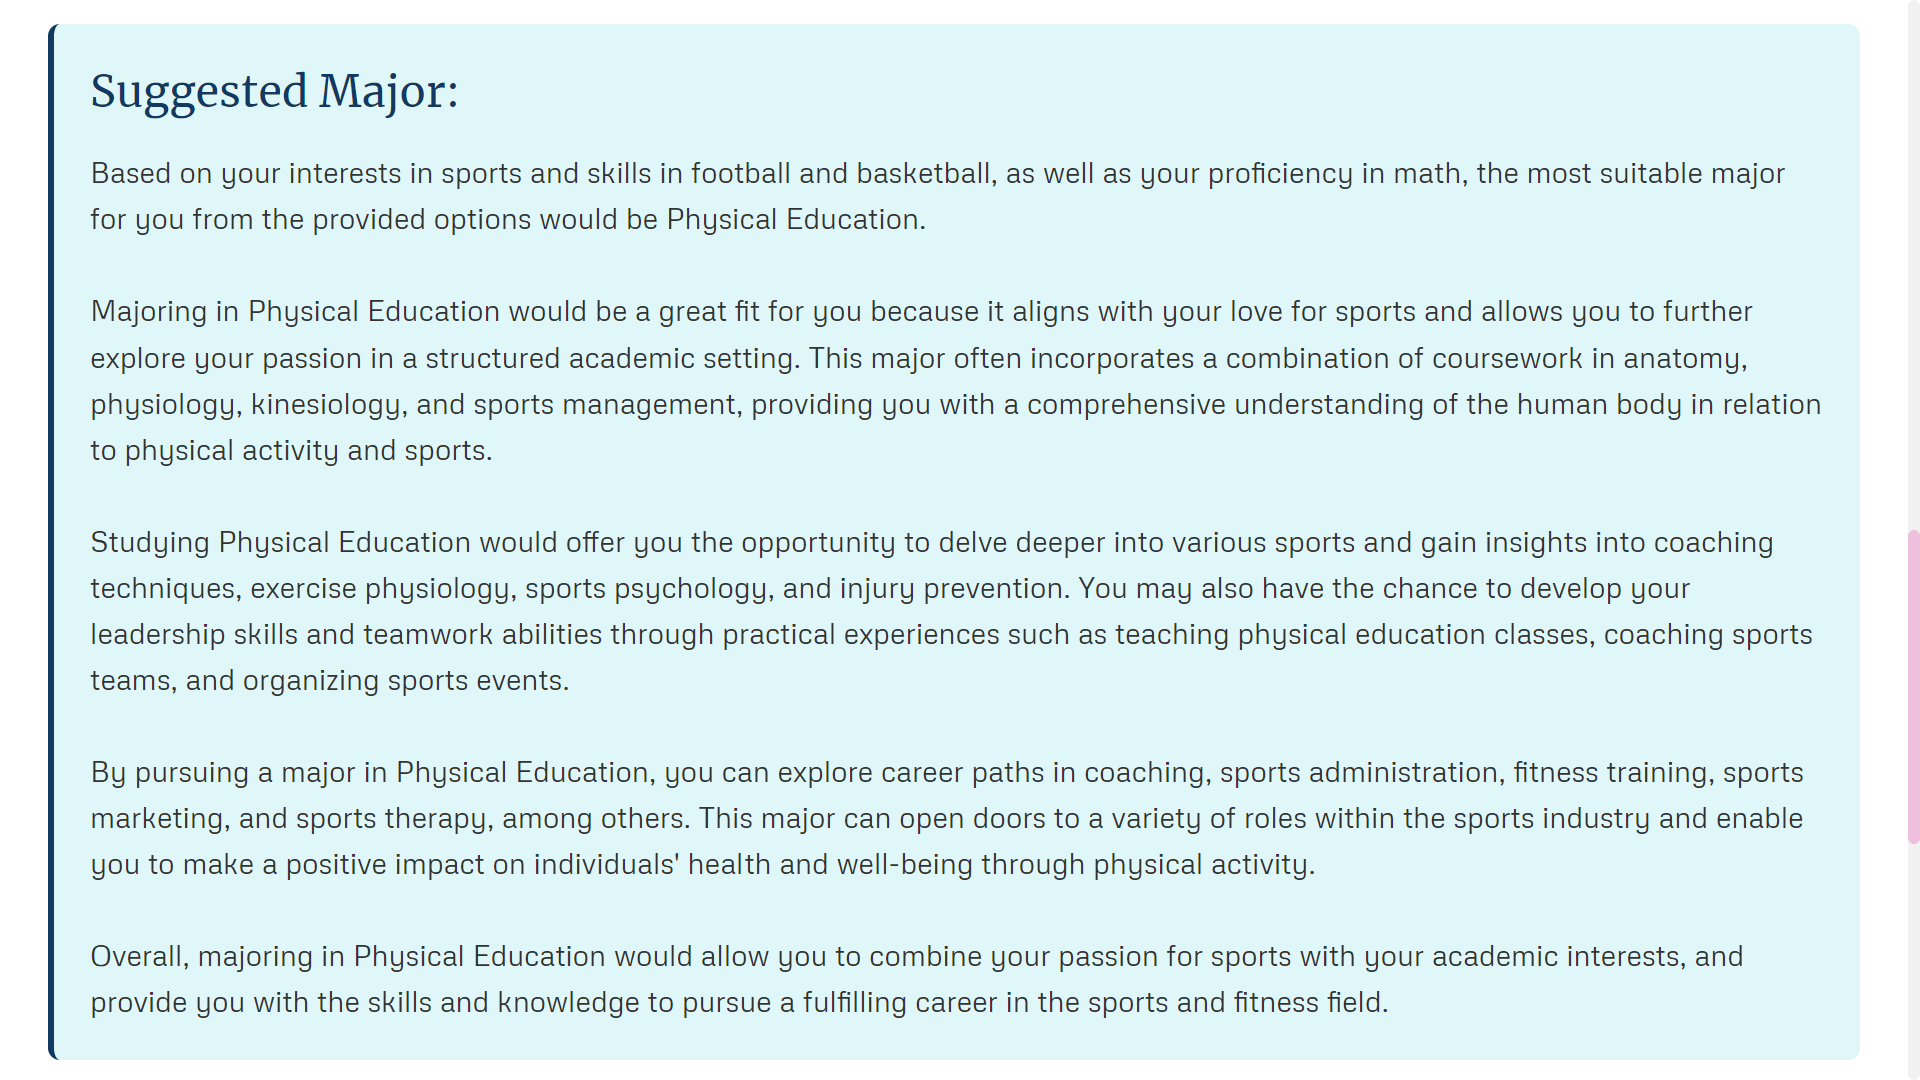 Suggested Major:
Based on your interests in sports and skills in football and basketball, as well as your proficiency in math, the most suitable major
for you from the provided options would be Physical Education.
Majoring in Physical Education would be a great fit for you because it aligns with your love for sports and allows you to further
explore your passion in a structured academic setting. This major often incorporates a combination of coursework in anatomy,
physiology, kinesiology, and sports management, providing you with a comprehensive understanding of the human body in relation
to physical activity and sports.
Studying Physical Education would offer you the opportunity to delve deeper into various sports and gain insights into coaching
techniques, exercise physiology, sports psychology, and injury prevention. You may also have the chance to develop your
leadership skills and teamwork abilities through practical experiences such as teaching physical education classes, coaching sports
teams, and organizing sports events.
By pursuing a major in Physical Education, you can explore career paths in coaching, sports administration, fitness training, sports
marketing, and sports therapy, among others. This major can open doors to a variety of roles within the sports industry and enable
you to make a positive impact on individuals' health and well-being through physical activity.
Overall, majoring in Physical Education would allow you to combine your passion for sports with your academic interests, and
provide you with the skills and knowledge to pursue a fulfilling career in the sports and fitness field.